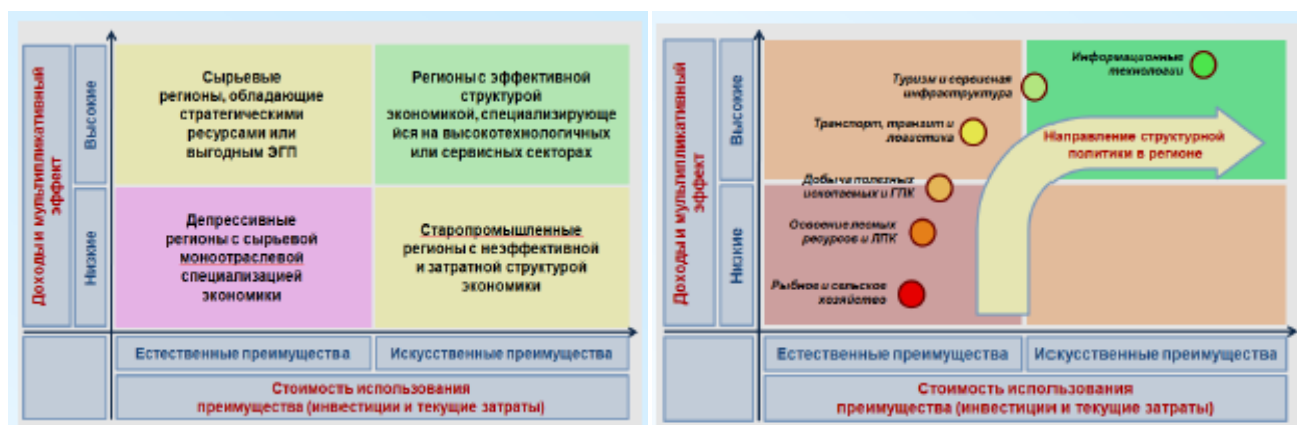 Доходы и мультипликативный
эффект
Высокие
Низкие
Сырьевые
регионы, обладающие
стратегическими
ресурсами или
выгодным ЭГП
Регионы с эффективной
структурой
экономикой, специализирующе
йся на высокотехнологичных
или сервисных секторах
Депрессивные
регионы с сырьевой
моноотраслевой
специализацией
экономики
Старопромышленные
регионы с неэффективной
и затратной структурой
экономики
Естественные преимущества
Искусственные преимущества
Стоимость использования
преимущества (инвестиции и текущие затраты)
Доходы и мультипликативный
эффект
Высокие
Низкие
Информационные
технологии
Туризм и сервисная
инфраструктура
Транспорт, транзит и
логистика
Направление структурной
политики в регионе
Добыча полезных
ископаемых и ГПК
Освоение лесных
ресурсов и ЛПК
Рыбное и сельское
хозяйство
Естественные преимущества
Искусственные преимущества
Стоимость использования
преимущества (инвестиции и текущие затраты)